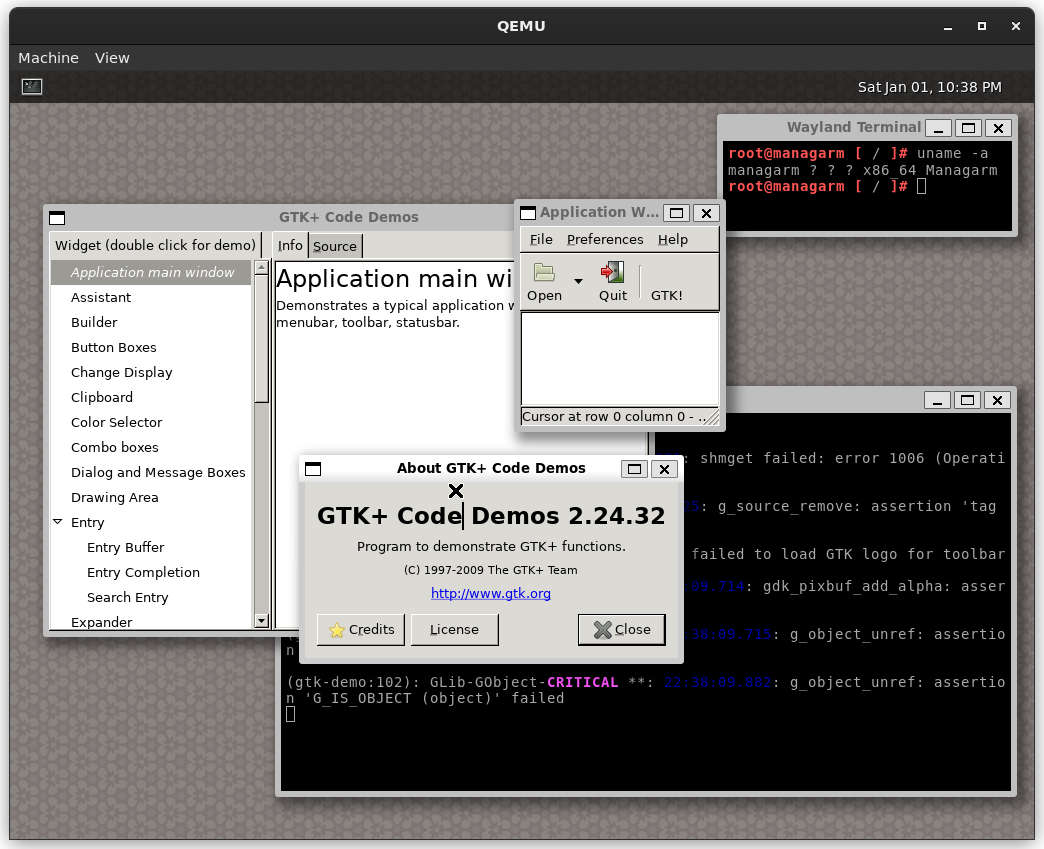 QEMU
Machine View
Sat Jan 01, 10:38 PM
Wayland Terminal
root@managarm [ / ]# uname -a
managarm ? ? ? x86_64 Managarm
root@managarm [ / ]#
GTK+ Code Demos
Widget (double click for demo)
Info Source
Application main window
Assistant
Builder
Button Boxes
Change Display
Clipboard
Color Selector
Combo boxes
Dialog and Message Boxes
Drawing Area
Entry
Entry Buffer
Entry Completion
Search Entry
Expander
Application main wi
Demonstrates a typical application w
menubar, toolbar, statusbar.
Application W...
File Preferences Help
Open Quit GTK!
Cursor at row 0 column 0 - ..
: shmget failed: error 1006 (Operati
25: g_source_remove: assertion 'tag
failed to load GTK logo for toolbar
:09.714: gdk_pixbuf_add_alpha: asser
:38:09.715: g_object_unref: assertio
n
(gtk-demo:102): GLib-GObject-CRITICAL **: 22:38:09.802: g_object_unref: assertio
n 'G_IS_OBJECT (object)' failed
About GTK+ Code Demos
GTK+ Code Demos 2.24.32
Program to demonstrate GTK+ functions.
(C) 1997-2009 The GTK+ Team
http://www.gtk.org
Credits License Close